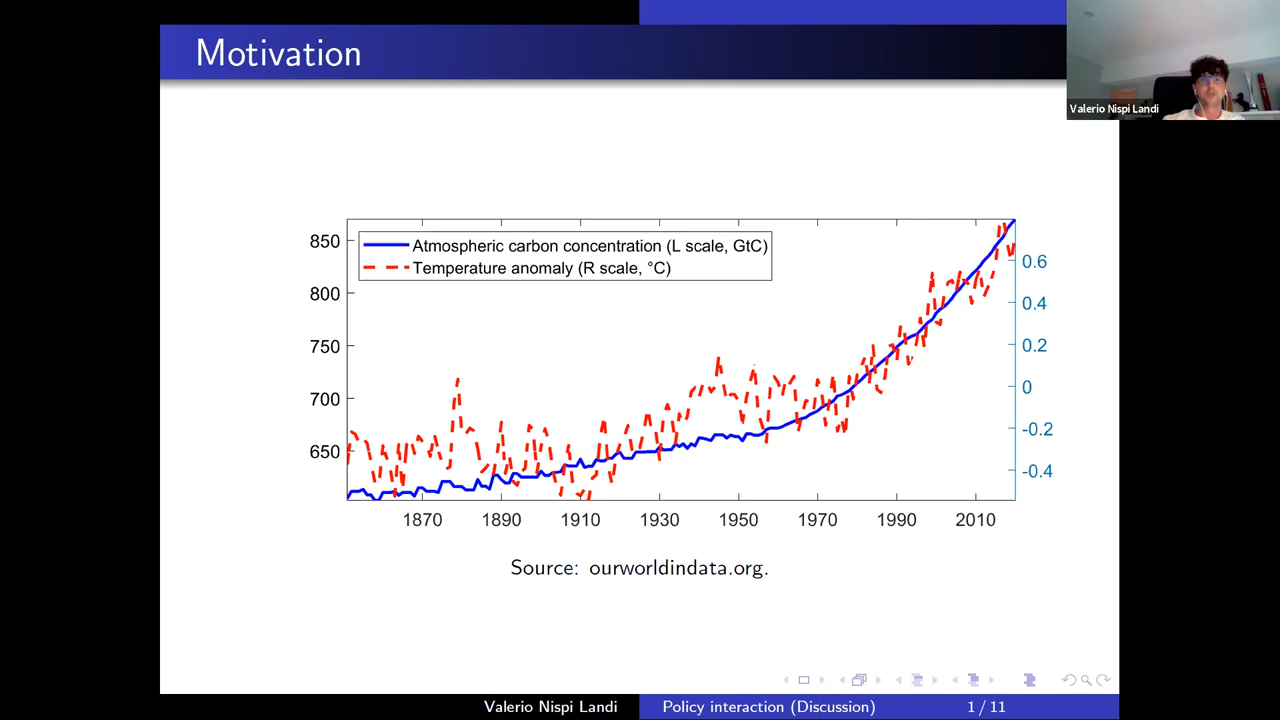 Motivation
Valerio Nispi Landi
Atmospheric carbon concentration (L scale, GtC)
Temperature anomaly (R scale, °C)
850
800
750
700
650
0.6
0.4
0.2
0
-0.2
-0.4
1870 1890 1910 1930 1950 1970 1990 2010
Source: ourworldindata.org.
Valerio Nispi Landi Policy interaction (Discussion) 1 / 11